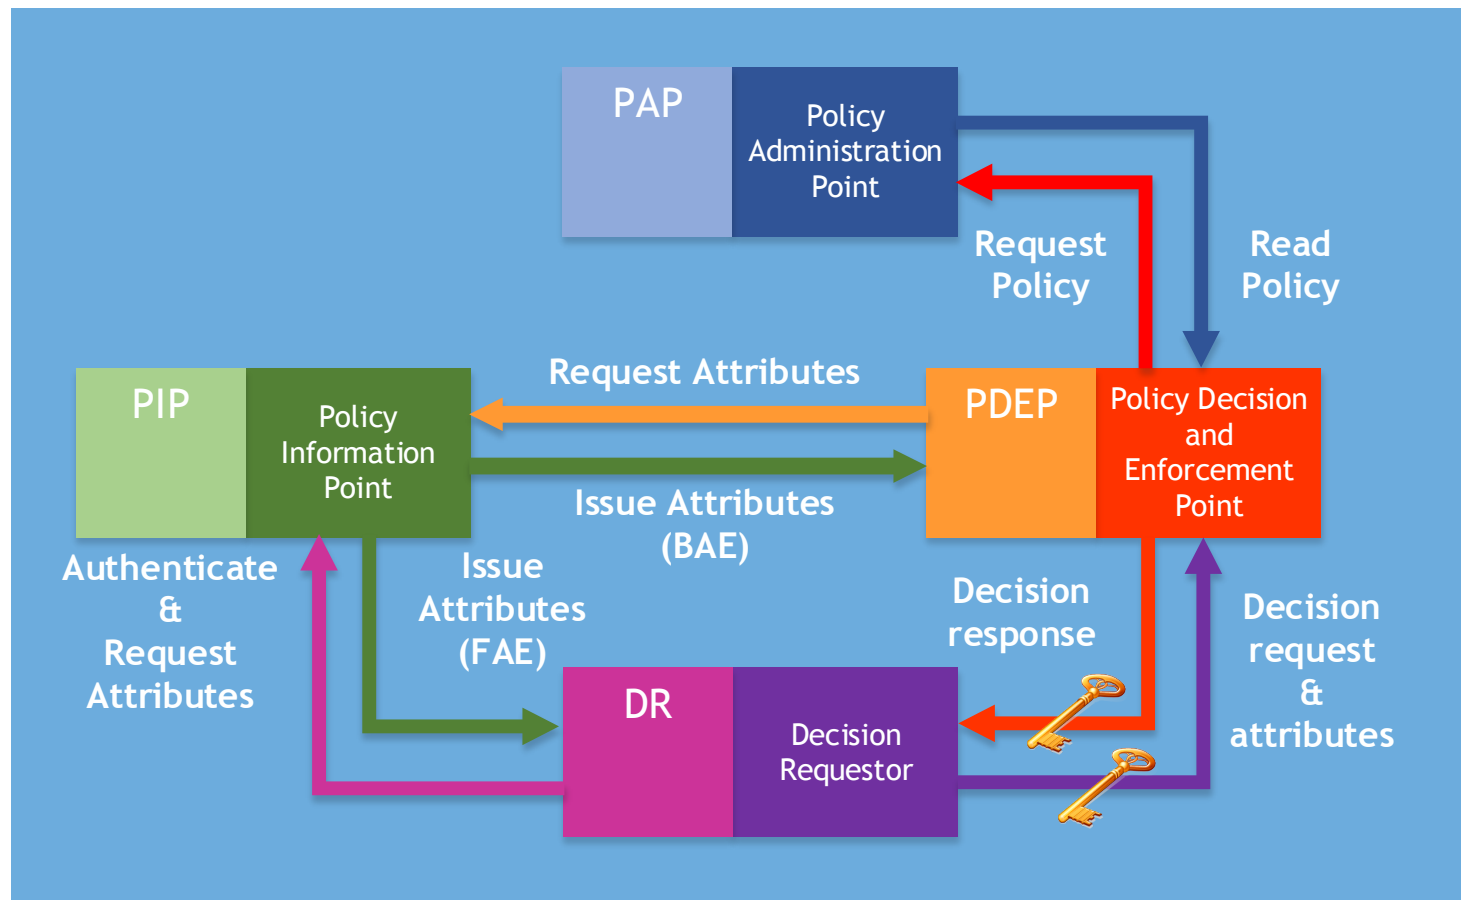 PAP
Policy
Administration
Point
Request
Policy
Read
Policy
Request Attributes
PIP
Policy
Information
Point
PDEP
Policy Decision
and
Enforcement
Point
Issue Attributes
(BAE)
Authenticate
&
Request
Attributes
Issue
Attributes
(FAE)
Decision
response
Decision
request
&
attributes
DR
Decision
Requestor